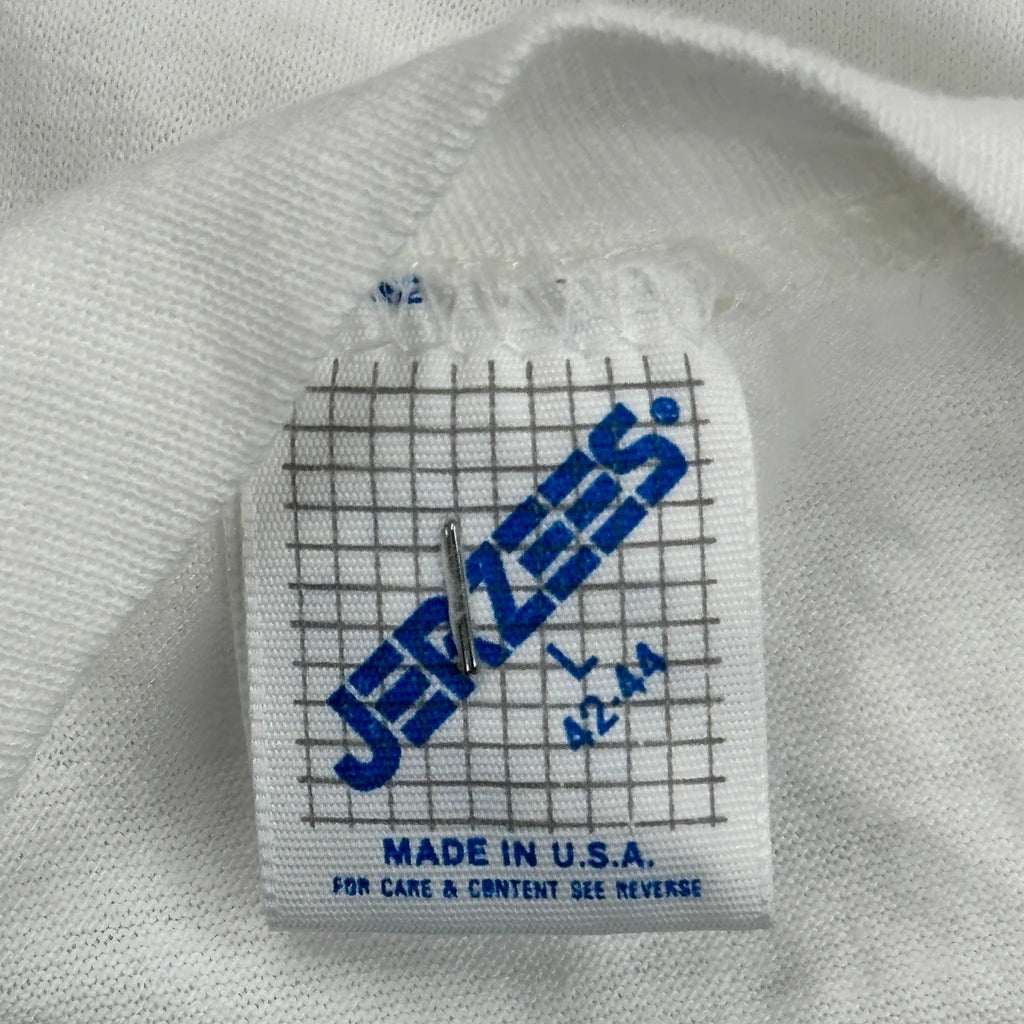 JERZEES®
L
42-44
MADE IN U.S.A.
FOR CARE & CONTENT SEE REVERSE